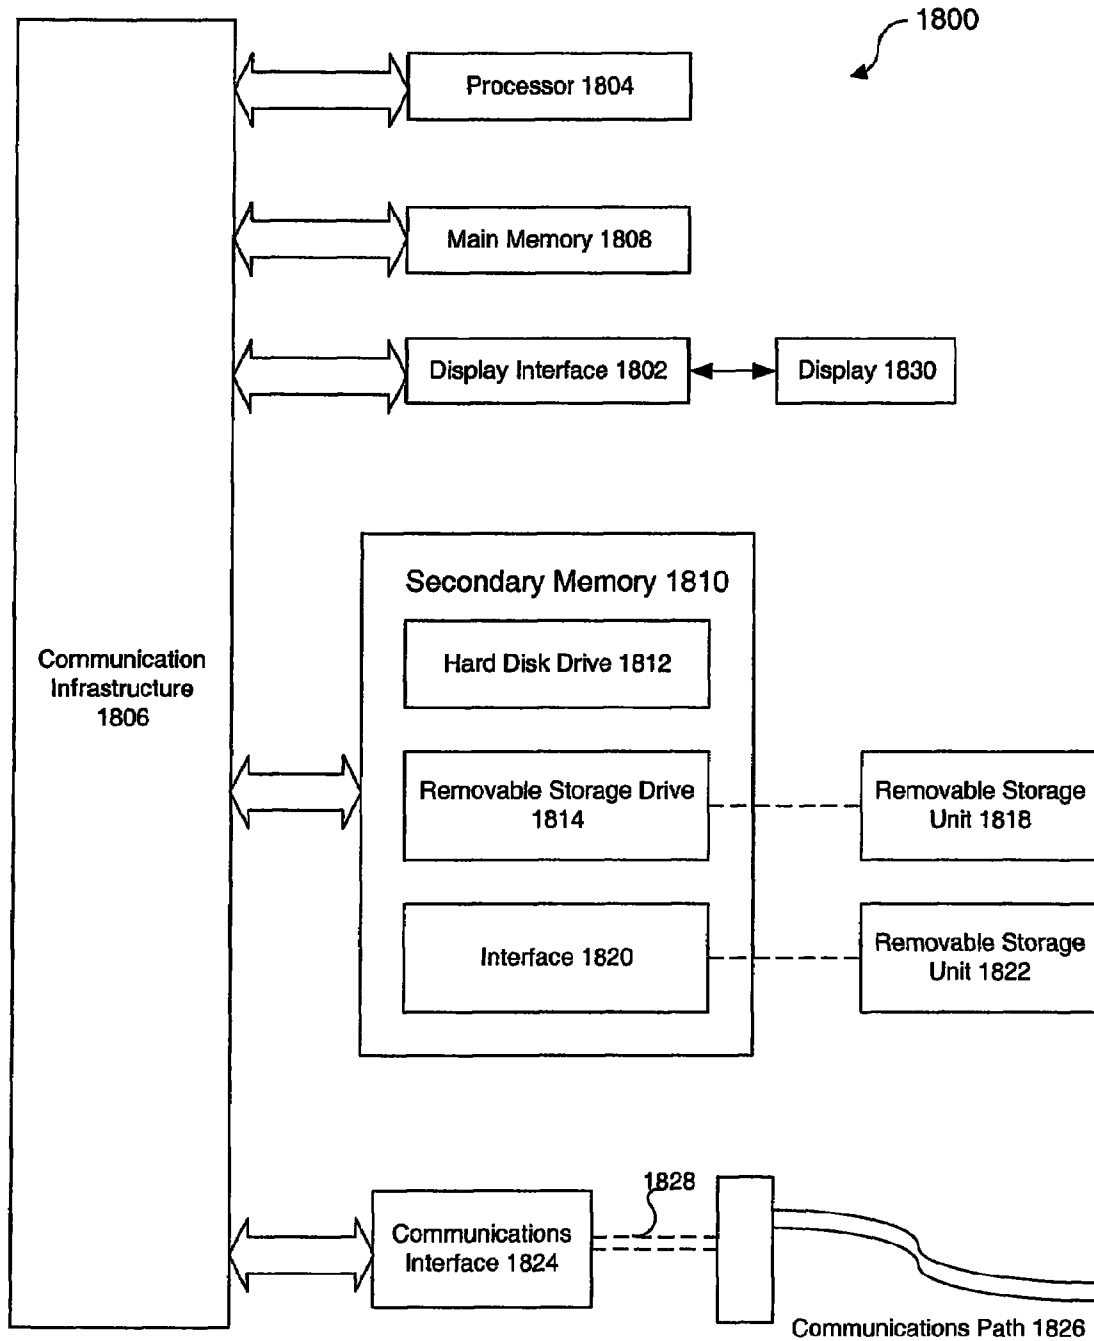 1800
Processor 1804
Main Memory 1808
Display Interface 1802
Display 1830
Secondary Memory 1810
Hard Disk Drive 1812
Communication
Infrastructure
1806
Removable Storage Drive
1814
Removable Storage
Unit 1818
Interface 1820
Removable Storage
Unit 1822
1828
Communications
Interface 1824
Communications Path 1826